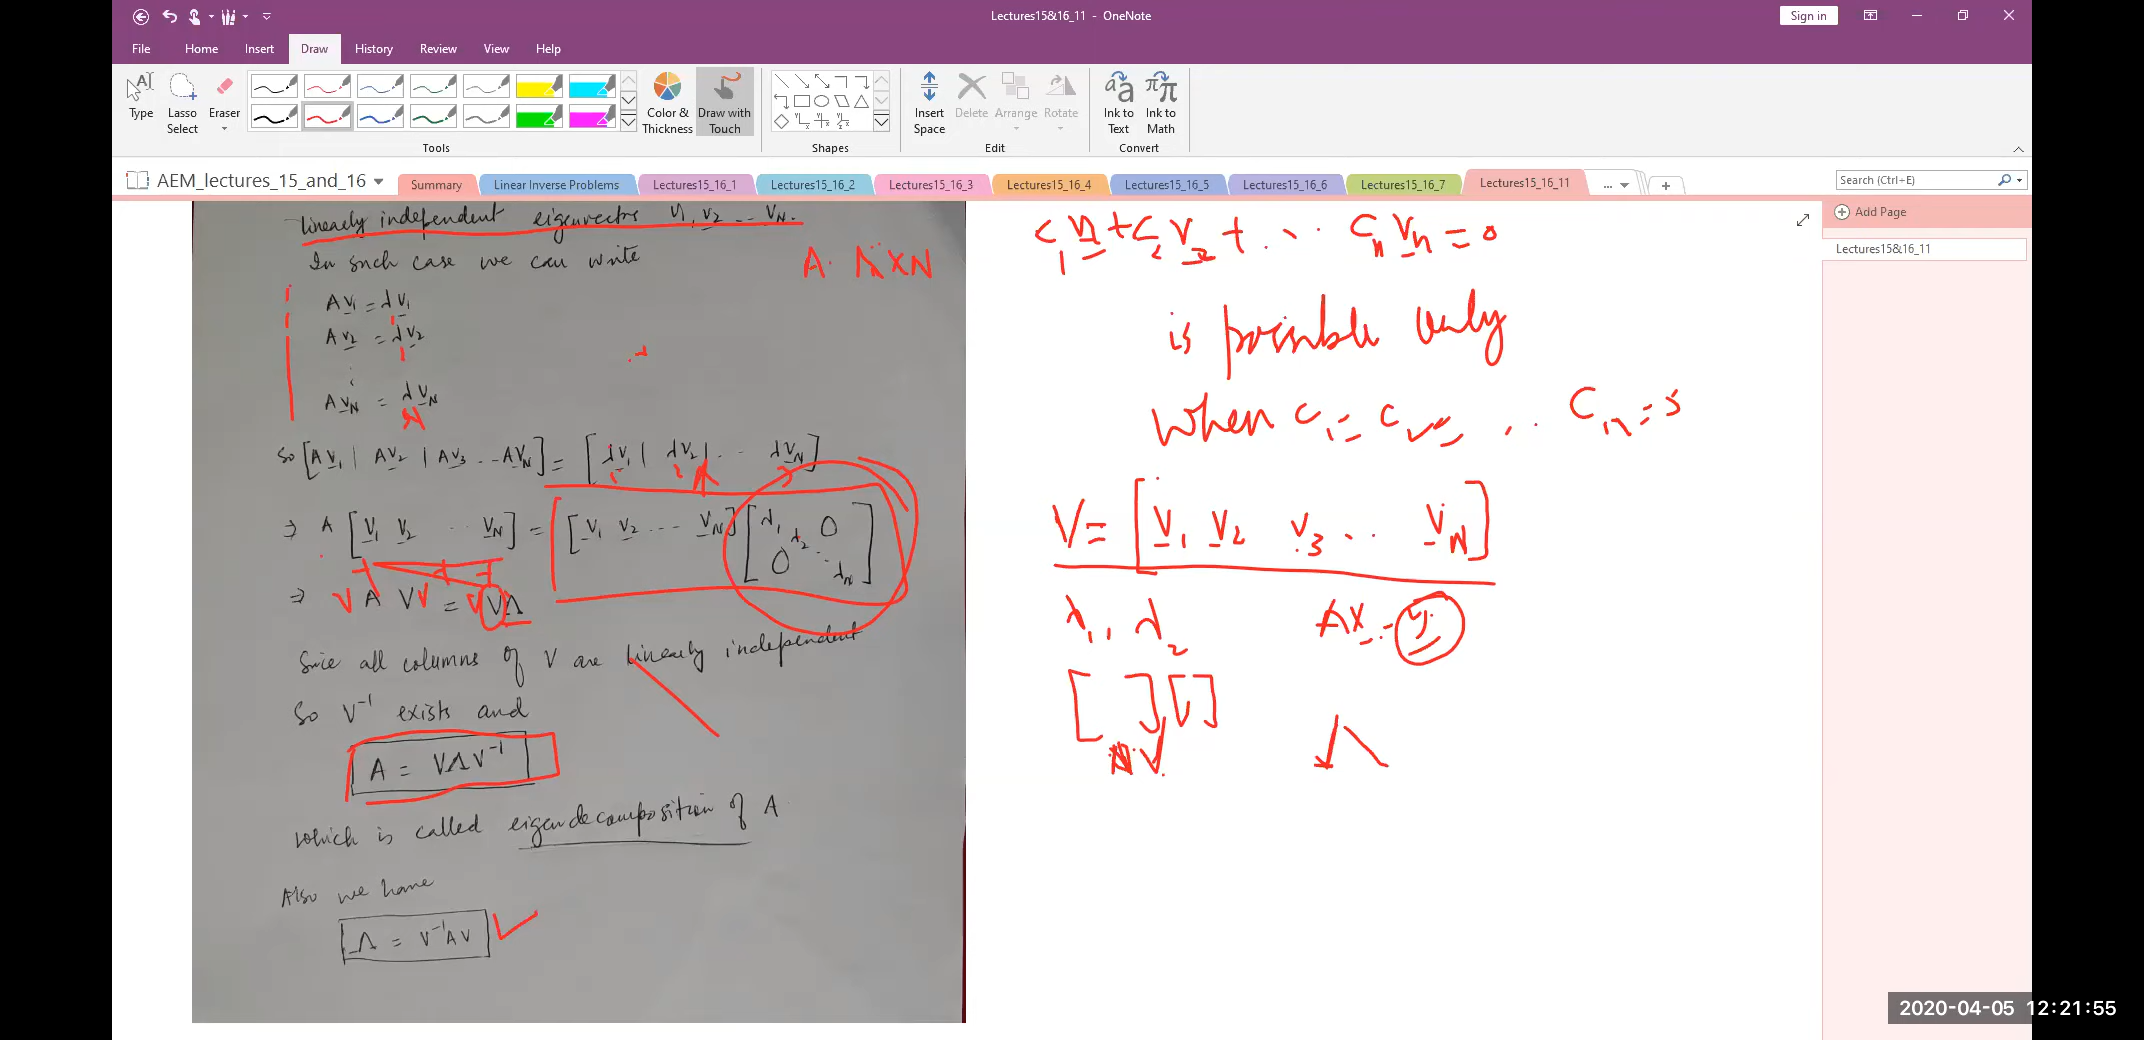 Lectures15&16_11 - OneNote
Sign in
File Home Insert Draw History Review View Help
Type Lasso Select Eraser Color & Thickness Draw with Touch Insert Space Delete Arrange Rotate Ink to Text Ink to Math
Tools Shapes Edit Convert
AEM_lectures_15_and_16 Summary Linear Inverse Problems Lectures15_16_1 Lectures15_16_2 Lectures15_16_3 Lectures15_16_4 Lectures15_16_5 Lectures15_16_6 Lectures15_16_7 Lectures15_16_11 ... +
Search (Ctrl+E)
Add Page
Lectures15&16_11
linearly independent eigenvectors V1, V2 ... VN.
In such case we can write
A. N×N
AV1 = λ1V1
AV2 = λV2
⋮
AVN = λNVN
So [AV1 | AV2 | AV3 ... AVN] = [λ1V1 | λ2V2 | ... λVN]
⇒ A [V1 V2 ... VN] = [V1 V2 ... VN] [λ1 λ2 0 0 ... λN]
⇒ A V = VΛ
Since all columns of V are linearly independent
So V⁻¹ exists and
A = VΛV⁻¹
Which is called eigendecomposition of A
Also we have
Λ = V⁻¹AV
C1V1 + C2V2 + ... CnVn = 0
is possible only
when C1 = C2 = ... Cn =
V = [V1 V2 V3 ... VN]
λ1, λ2
AX = y
[ ] [ ]
V
Λ
2020-04-05 12:21:55